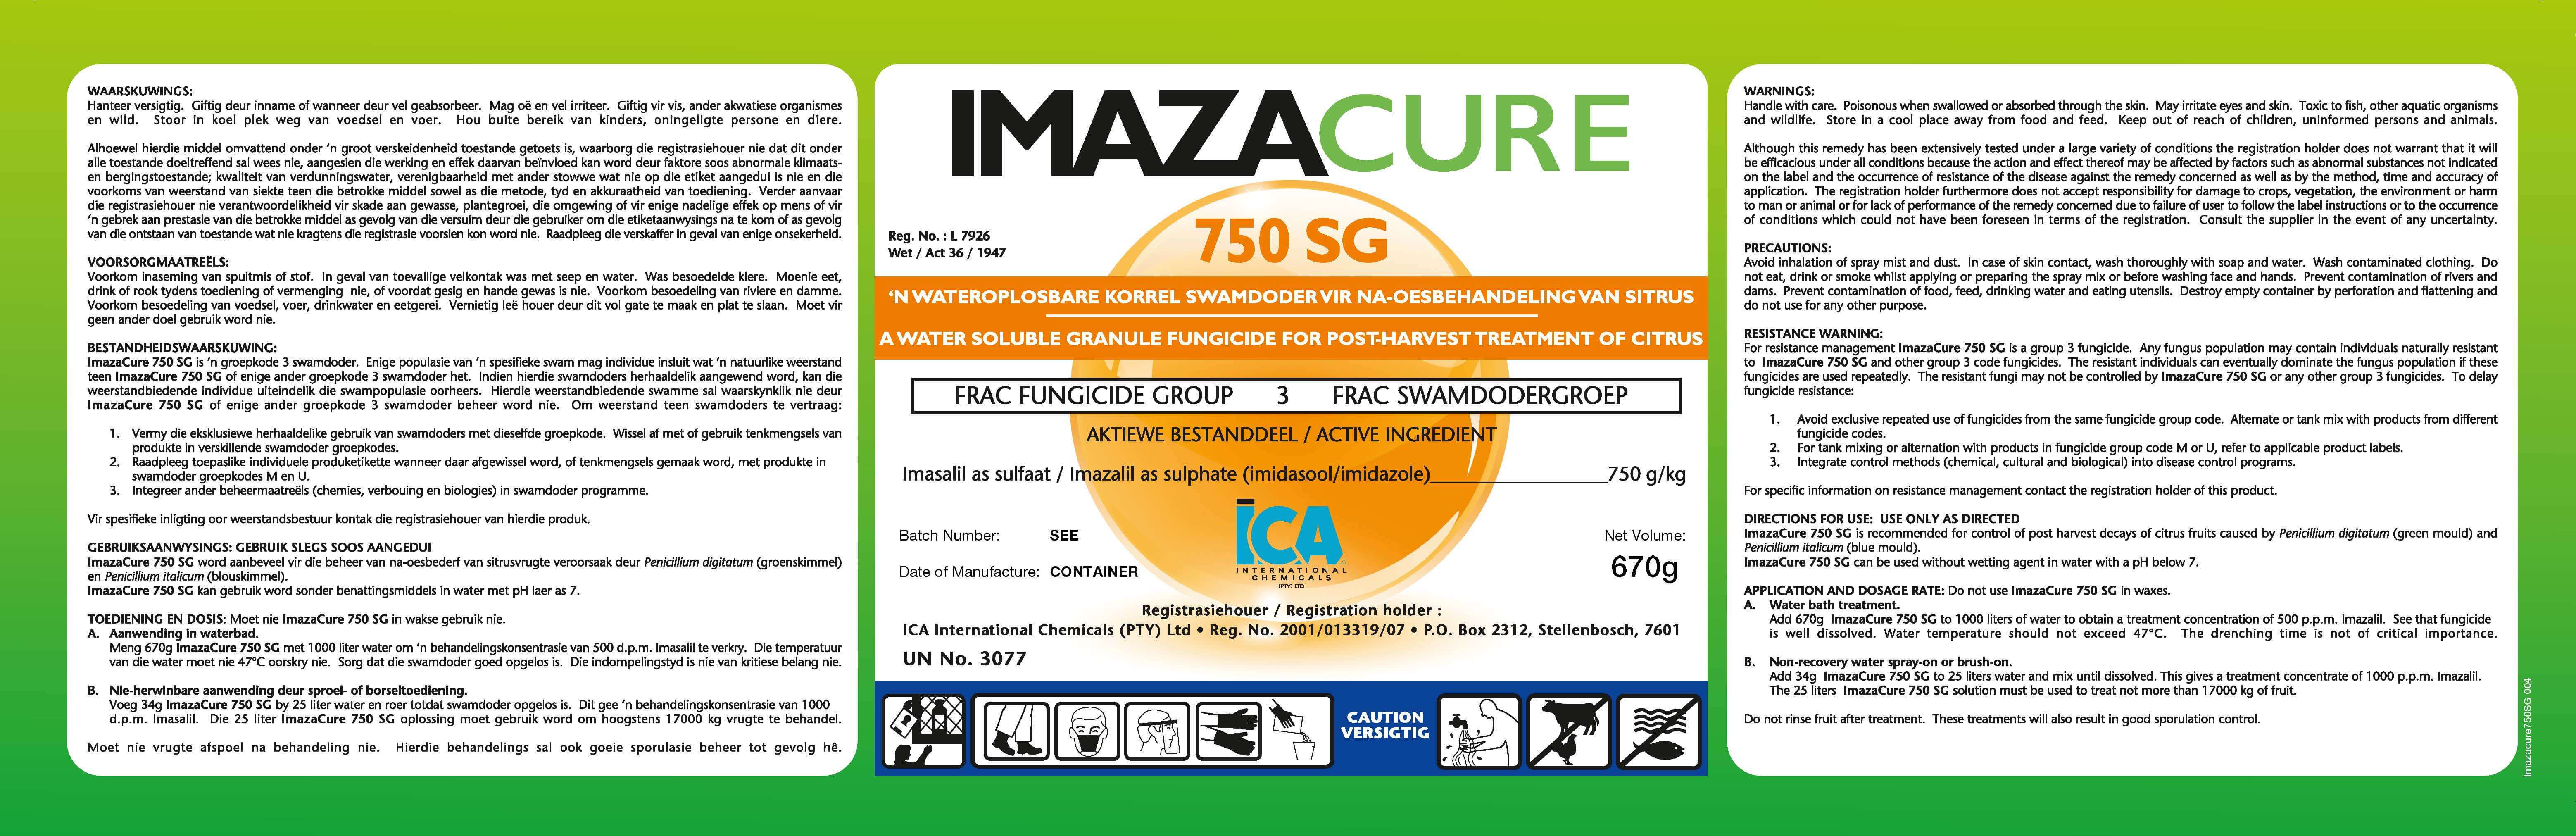 WAARSKUWINGS:
Hanteer versigtig. Giftig deur inname of wanneer deur vel geabsorbeer. Mag oë en vel irriteer. Giftig vir vis, ander akwatiese organismes
en wild. Stoor in koel plek weg van voedsel en voer. Hou buite bereik van kinders, oningeligte persone en diere.
Alhoewel hierdie middel omvattend onder ‘n groot verskeidenheid toestande getoets is, waarborg die registrasiehouer nie dat dit onder
alle toestande doeltreffend sal wees nie, aangesien die werking en effek daarvan beïnvloed kan word deur faktore soos abnormale klimaats-
en bergingstoestande; kwaliteit van verdunningswater, verenigbaarheid met ander stowwe wat nie op die etiket aangedui is nie en die
voorkoms van weerstand van siekte teen die betrokke middel sowel as die metode, tyd en akkuraatheid van toediening. Verder aanvaar
die registrasiehouer nie verantwoordelikheid vir skade aan gewasse, plantegroei, die omgewing of vir enige nadelige effek op mens of vir
‘n gebrek aan prestasie van die betrokke middel as gevolg van die versuim deur die gebruiker om die etiketaanwysings na te kom of as gevolg
van die ontstaan van toestande wat nie kragtens die registrasie voorsien kon word nie. Raadpleeg die verskaffer in geval van enige onsekerheid.
VOORSORGMAATREËLS:
Voorkom inaseming van spuitmis of stof. In geval van toevallige velkontak was met seep en water. Was besoedelde klere. Moenie eet,
drink of rook tydens toediening of vermenging nie, of voordat gesig en hande gewas is nie. Voorkom besoedeling van riviere en damme.
Voorkom besoedeling van voedsel, voer, drinkwater en eetgerei. Vernietig leë houer deur dit vol gate te maak en plat te slaan. Moet vir
geen ander doel gebruik word nie.
BESTANDHEIDSWAARSKUWING:
ImazaCure 750 SG is ‘n groepkode 3 swamdoder. Enige populasie van ‘n spesifieke swam mag individue insluit wat ‘n natuurlike weerstand
teen ImazaCure 750 SG of enige ander groepkode 3 swamdoder het. Indien hierdie swamdoders herhaaldelik aangewend word, kan die
weerstandbiedende individue uiteindelik die swampopulasie oorheers. Hierdie weerstandbiedende swamme sal waarskynklik nie deur
ImazaCure 750 SG of enige ander groepkode 3 swamdoder beheer word nie. Om weerstand teen swamdoders te vertraag:
1. Vermy die eksklusiewe herhaaldelike gebruik van swamdoders met dieselfde groepkode. Wissel af met of gebruik tenkmengsels van
produkte in verskillende swamdoder groepkodes.
2. Raadpleeg toepaslike individuele produketikette wanneer daar afgewissel word, of tenkmengsels gemaak word, met produkte in
swamdoder groepkodes M en U.
3. Integreer ander beheermaatreëls (chemies, verbouing en biologies) in swamdoder programme.
Vir spesifieke inligting oor weerstandsbestuur kontak die registrasiehouer van hierdie produk.
GEBRUIKSAANWYSINGS: GEBRUIK SLEGS SOOS AANGEDUI
ImazaCure 750 SG word aanbeveel vir die beheer van na-oesbederf van sitrusvrugte veroorsaak deur Penicillium digitatum (groenskimmel)
en Penicillium italicum (blouskimmel).
ImazaCure 750 SG kan gebruik word sonder benattingsmiddels in water met pH laer as 7.
TOEDIENING EN DOSIS: Moet nie ImazaCure 750 SG in wakse gebruik nie.
A. Aanwending in waterbad.
Meng 670g ImazaCure 750 SG met 1000 liter water om ‘n behandelingskonsentrasie van 500 d.p.m. Imasalil te verkry. Die temperatuur
van die water moet nie 47°C oorskry nie. Sorg dat die swamdoder goed opgelos is. Die indompelingstyd is nie van kritiese belang nie.
B. Nie-herwinbare aanwending deur sproei- of borseltoediening.
Voeg 34g ImazaCure 750 SG by 25 liter water en roer totdat swamdoder opgelos is. Dit gee ‘n behandelingskonsentrasie van 1000
d.p.m. Imasalil. Die 25 liter ImazaCure 750 SG oplossing moet gebruik word om hoogstens 17000 kg vrugte te behandel.
Moet nie vrugte afspoel na behandeling nie. Hierdie behandelings sal ook goeie sporulasie beheer tot gevolg hê.
IMAZACURE
750 SG
Reg. No. : L 7926
Wet / Act 36 / 1947
‘N WATEROPLOSBARE KORREL SWAMDODER VIR NA-OESBEHANDELING VAN SITRUS
A WATER SOLUBLE GRANULE FUNGICIDE FOR POST-HARVEST TREATMENT OF CITRUS
FRAC FUNGICIDE GROUP 3 FRAC SWAMDODERGROEP
AKTIEWE BESTANDDEEL / ACTIVE INGREDIENT
Imasalil as sulfaat / Imazalil as sulphate (imidasool/imidazole)________________750 g/kg
Batch Number: SEE
Date of Manufacture: CONTAINER
ICA
INTERNATIONAL
CHEMICALS
(PTY) LTD
Net Volume:
670g
Registrasiehouer / Registration holder :
ICA International Chemicals (PTY) Ltd • Reg. No. 2001/013319/07 • P.O. Box 2312, Stellenbosch, 7601
UN No. 3077
CAUTION
VERSIGTIG
WARNINGS:
Handle with care. Poisonous when swallowed or absorbed through the skin. May irritate eyes and skin. Toxic to fish, other aquatic organisms
and wildlife. Store in a cool place away from food and feed. Keep out of reach of children, uninformed persons and animals.
Although this remedy has been extensively tested under a large variety of conditions the registration holder does not warrant that it will
be efficacious under all conditions because the action and effect thereof may be affected by factors such as abnormal substances not indicated
on the label and the occurrence of resistance of the disease against the remedy concerned as well as by the method, time and accuracy of
application. The registration holder furthermore does not accept responsibility for damage to crops, vegetation, the environment or harm
to man or animal or for lack of performance of the remedy concerned due to failure of user to follow the label instructions or to the occurrence
of conditions which could not have been foreseen in terms of the registration. Consult the supplier in the event of any uncertainty.
PRECAUTIONS:
Avoid inhalation of spray mist and dust. In case of skin contact, wash thoroughly with soap and water. Wash contaminated clothing. Do
not eat, drink or smoke whilst applying or preparing the spray mix or before washing face and hands. Prevent contamination of rivers and
dams. Prevent contamination of food, feed, drinking water and eating utensils. Destroy empty container by perforation and flattening and
do not use for any other purpose.
RESISTANCE WARNING:
For resistance management ImazaCure 750 SG is a group 3 fungicide. Any fungus population may contain individuals naturally resistant
to ImazaCure 750 SG and other group 3 code fungicides. The resistant individuals can eventually dominate the fungus population if these
fungicides are used repeatedly. The resistant fungi may not be controlled by ImazaCure 750 SG or any other group 3 fungicides. To delay
fungicide resistance:
1. Avoid exclusive repeated use of fungicides from the same fungicide group code. Alternate or tank mix with products from different
fungicide codes.
2. For tank mixing or alternation with products in fungicide group code M or U, refer to applicable product labels.
3. Integrate control methods (chemical, cultural and biological) into disease control programs.
For specific information on resistance management contact the registration holder of this product.
DIRECTIONS FOR USE: USE ONLY AS DIRECTED
ImazaCure 750 SG is recommended for control of post harvest decays of citrus fruits caused by Penicillium digitatum (green mould) and
Penicillium italicum (blue mould).
ImazaCure 750 SG can be used without wetting agent in water with a pH below 7.
APPLICATION AND DOSAGE RATE: Do not use ImazaCure 750 SG in waxes.
A. Water bath treatment.
Add 670g ImazaCure 750 SG to 1000 liters of water to obtain a treatment concentration of 500 p.p.m. Imazalil. See that fungicide
is well dissolved. Water temperature should not exceed 47°C. The drenching time is not of critical importance.
B. Non-recovery water spray-on or brush-on.
Add 34g ImazaCure 750 SG to 25 liters water and mix until dissolved. This gives a treatment concentrate of 1000 p.p.m. Imazalil.
The 25 liters ImazaCure 750 SG solution must be used to treat not more than 17000 kg of fruit.
Do not rinse fruit after treatment. These treatments will also result in good sporulation control.
Imazacure750SG 004